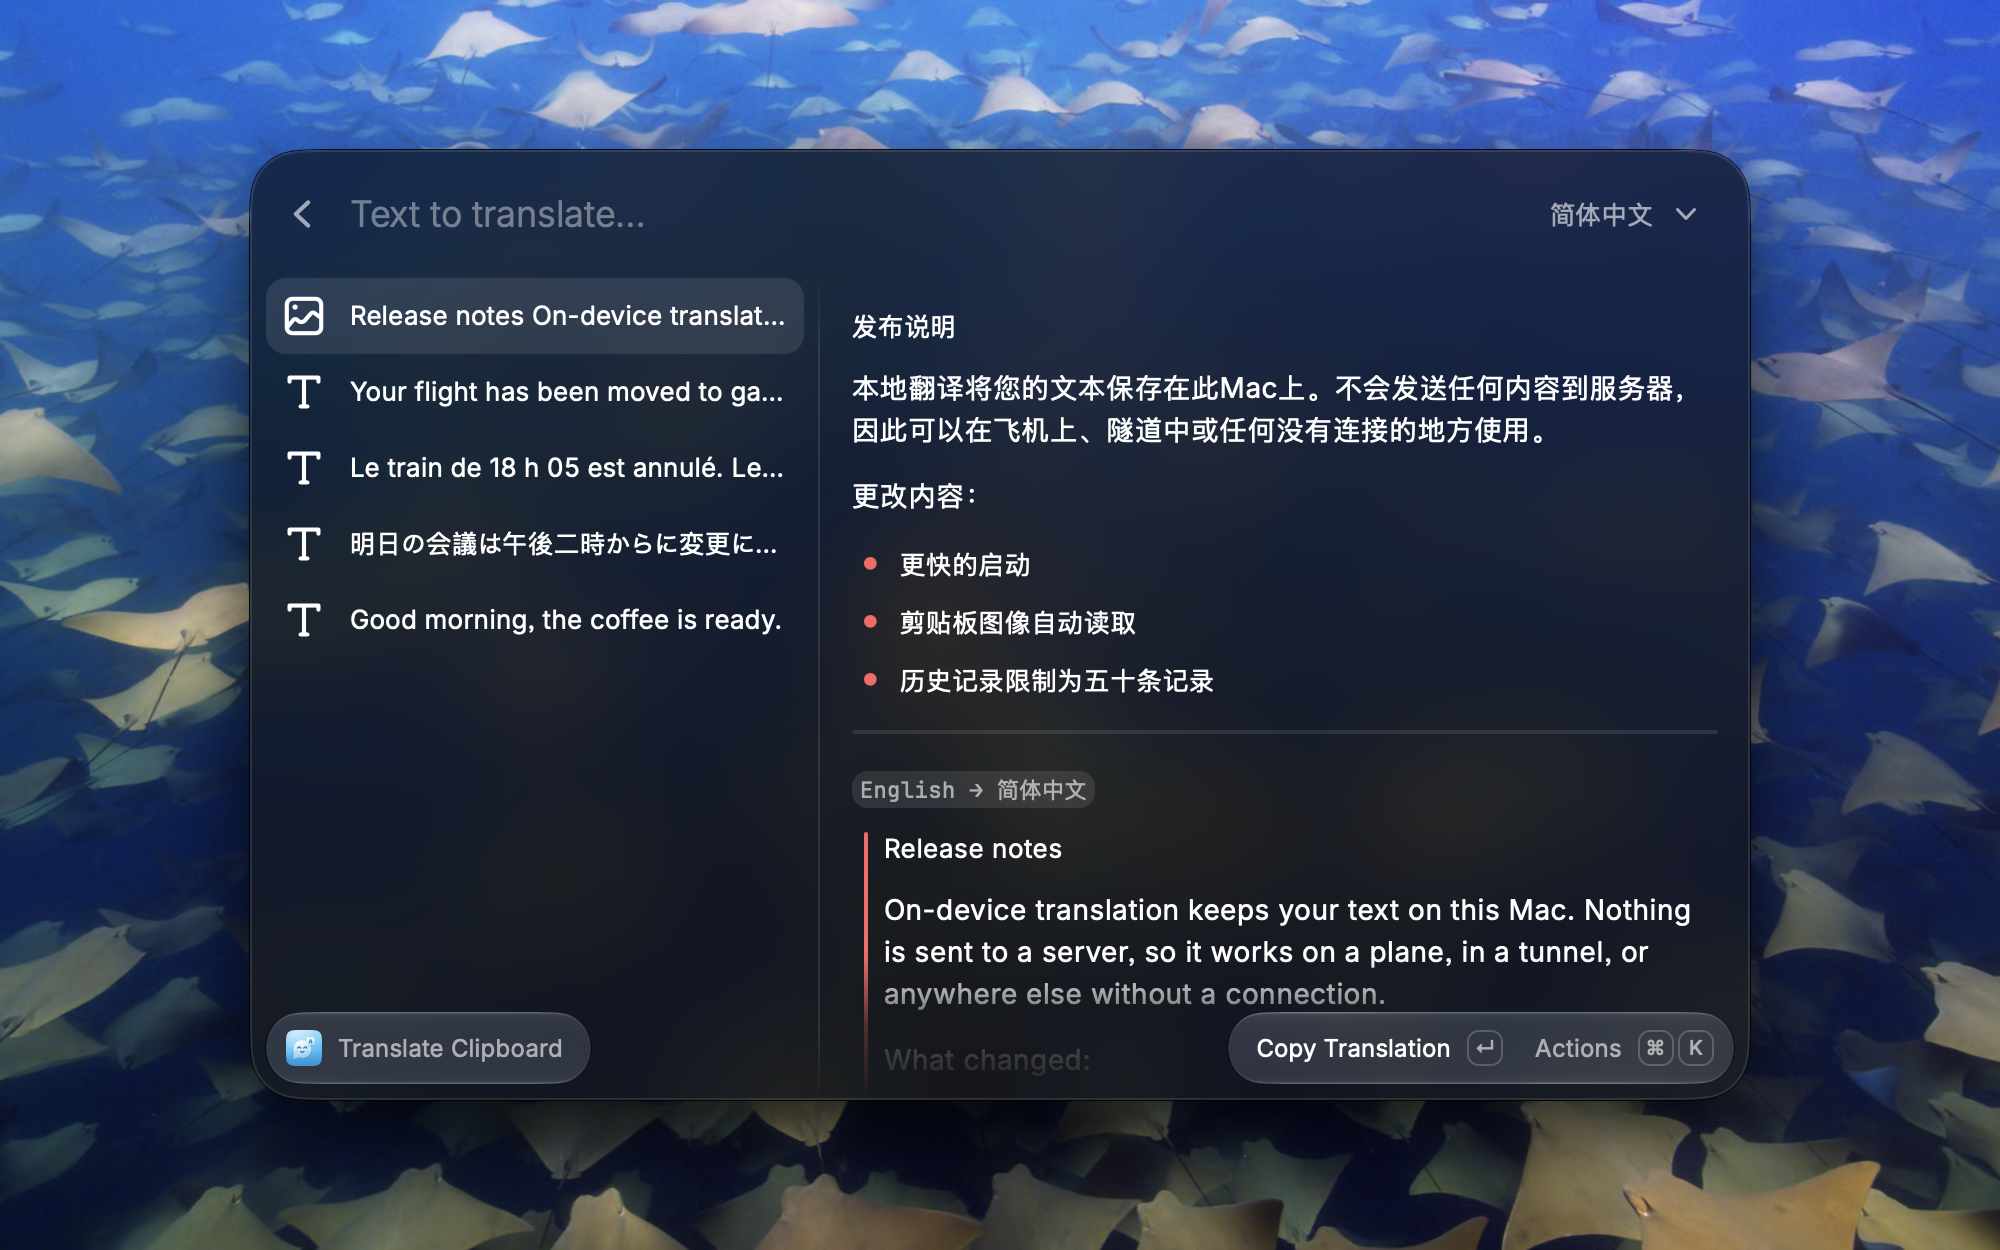 Text to translate...
简体中文
Release notes On-device translat...
Your flight has been moved to ga...
Le train de 18 h 05 est annulé. Le...
明日の会議は午後二時からに変更に...
Good morning, the coffee is ready.
Translate Clipboard
发布说明
本地翻译将您的文本保存在此Mac上。不会发送任何内容到服务器，
因此可以在飞机上、隧道中或任何没有连接的地方使用。
更改内容：
更快的启动
剪贴板图像自动读取
历史记录限制为五十条记录
English → 简体中文
Release notes
On-device translation keeps your text on this Mac. Nothing
is sent to a server, so it works on a plane, in a tunnel, or
anywhere else without a connection.
What changed:
Copy Translation ↵ Actions ⌘ K